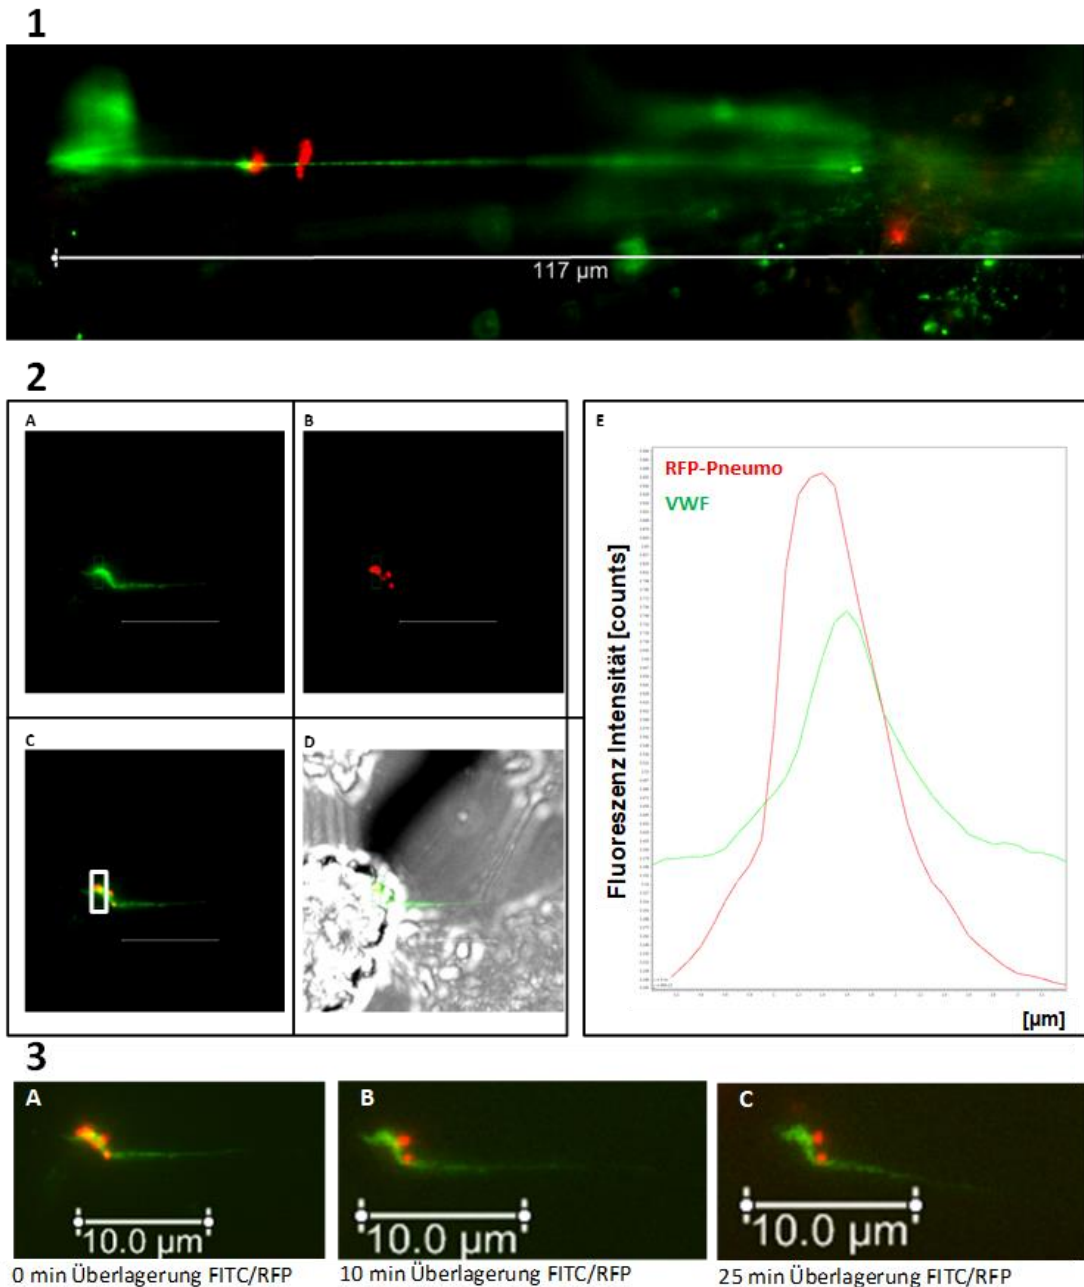 1
117 µm
2
A
B
C
D
E
RFP-Pneumo
VWF
Fluoreszenz Intensität [counts]
[µm]
3
A
10.0 µm
0 min Überlagerung FITC/RFP
B
10.0 µm
10 min Überlagerung FITC/RFP
C
10.0 µm
25 min Überlagerung FITC/RFP